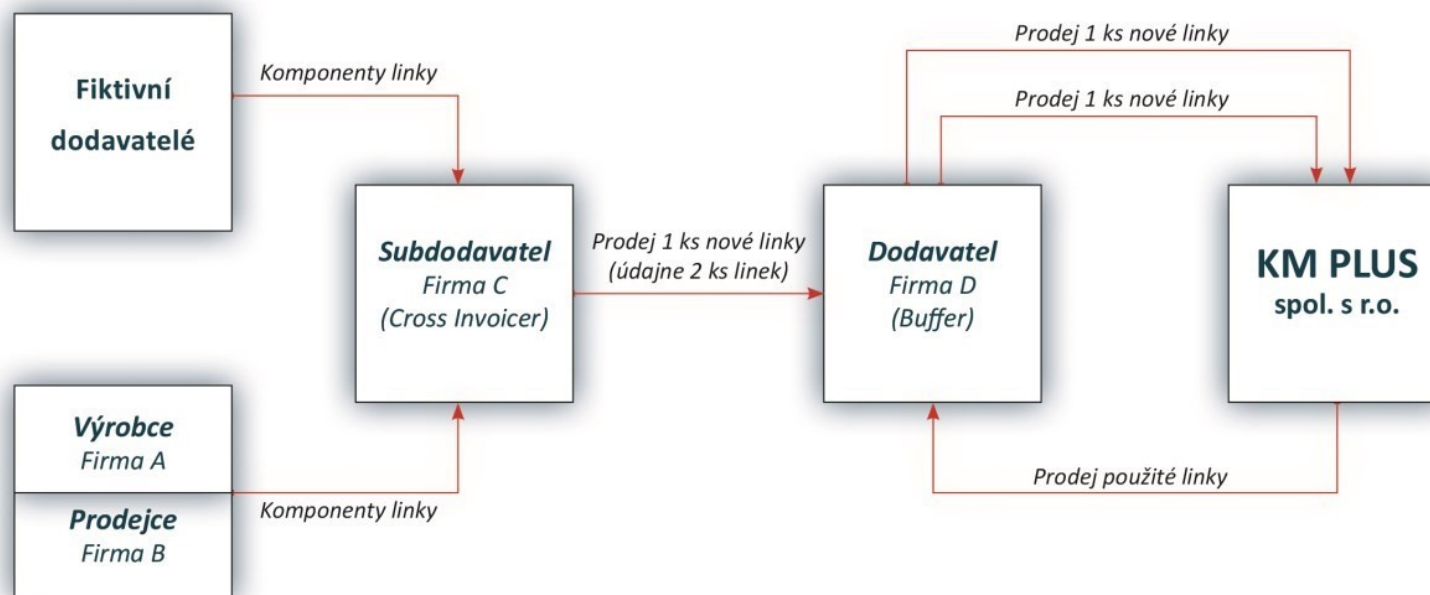 Fiktivní
dodavatelé
Komponenty linky
Výrobce
Firma A
Prodejce
Firma B
Komponenty linky
Subdodavatel
Firma C
(Cross Invoicer)
Prodej 1 ks nové linky
(údajne 2 ks linek)
Dodavatel
Firma D
(Buffer)
Prodej 1 ks nové linky
Prodej 1 ks nové linky
KM PLUS
spol. s r.o.
Prodej použité linky